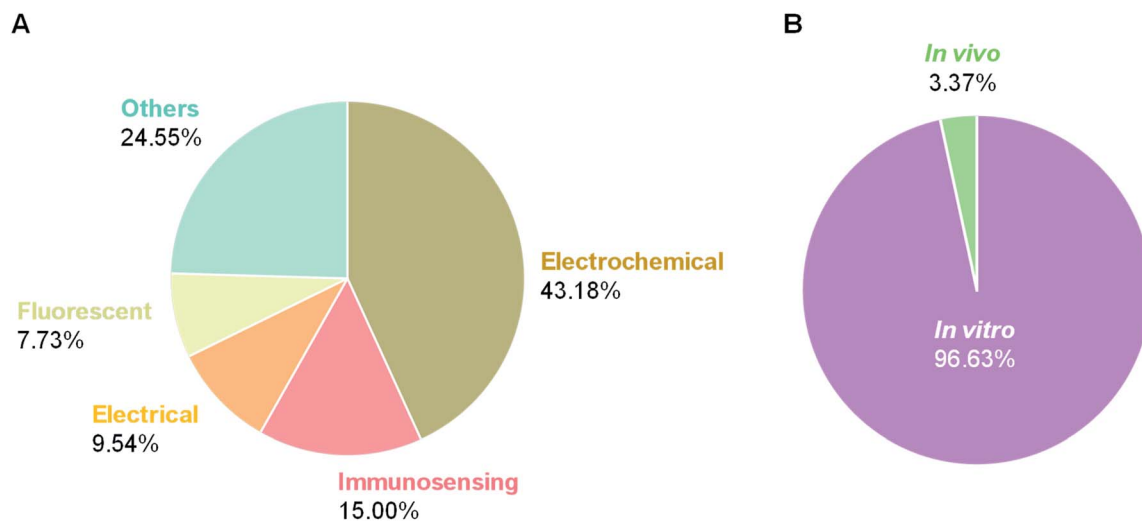 A
Others
24.55%
Electrochemical
43.18%
Fluorescent
7.73%
Electrical
9.54%
Immunosensing
15.00%
B
In vivo
3.37%
In vitro
96.63%